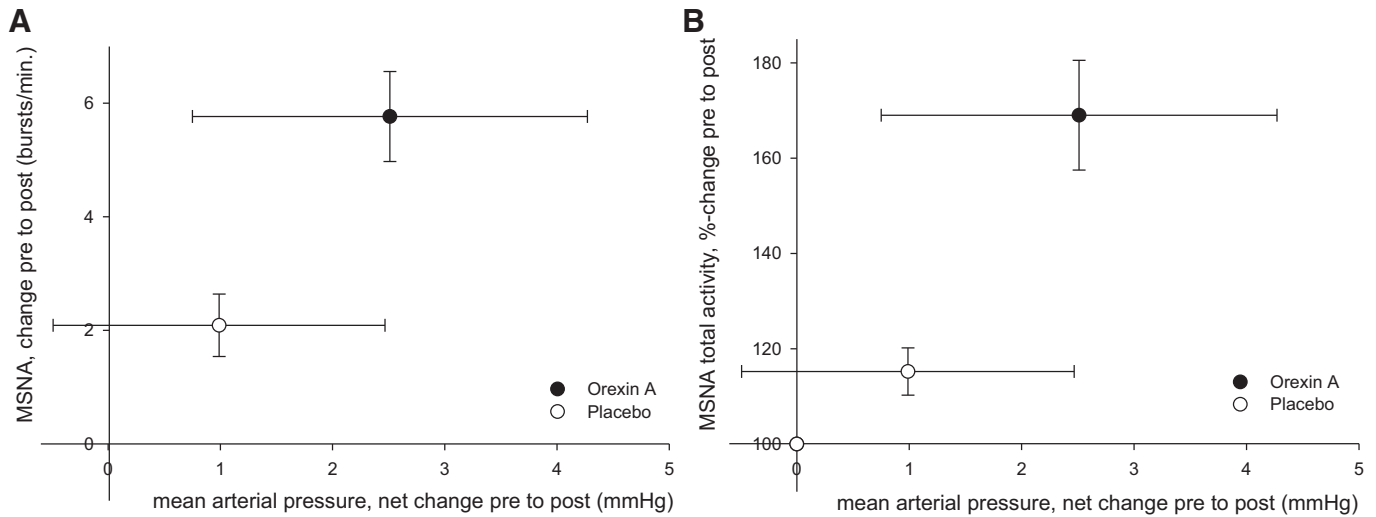 A
MSNA, change pre to post (bursts/min.)
6
4
2
0
0 1 2 3 4 5
mean arterial pressure, net change pre to post (mmHg)
Orexin A
Placebo
B
MSNA total activity, %-change pre to post
180
160
140
120
100
0 1 2 3 4 5
mean arterial pressure, net change pre to post (mmHg)
Orexin A
Placebo